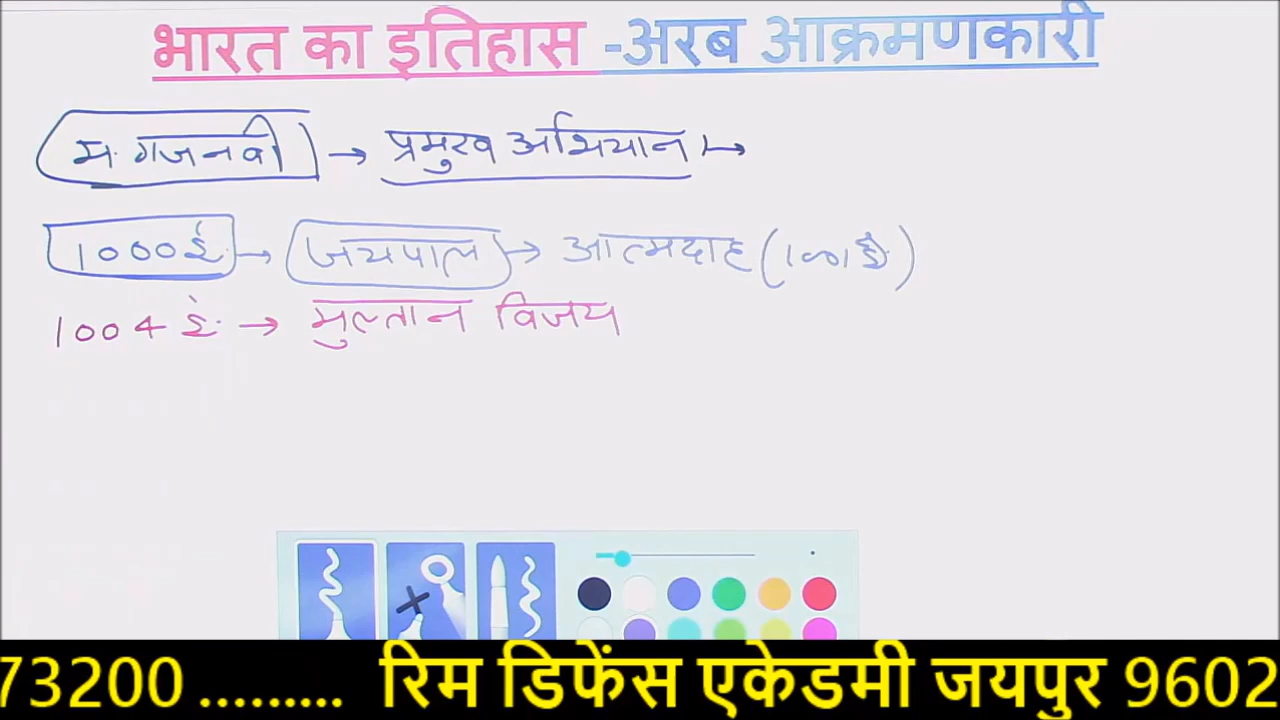 भारत का इतिहास -अरब आक्रमणकारी
म. गजनवी → प्रमुख अभियान ↦
1000ई. → जयपाल → आत्मदाह (1001ई.)
1004 ई. → मुल्तान विजय
73200 ......... रिम डिफेंस एकेडमी जयपुर 9602